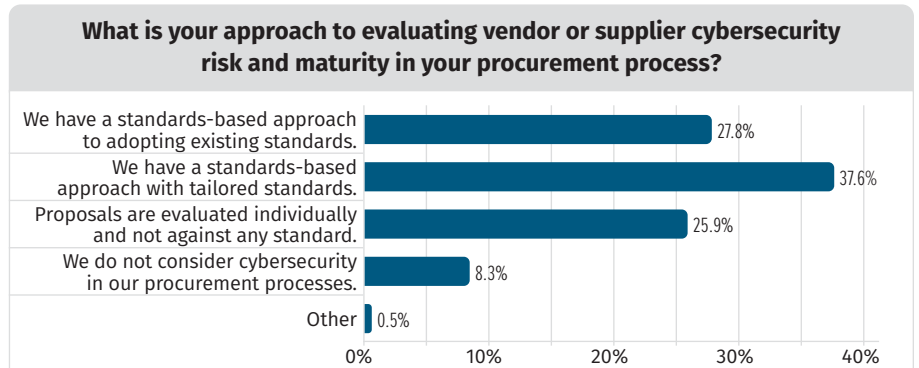 What is your approach to evaluating vendor or supplier cybersecurity
risk and maturity in your procurement process?
We have a standards-based approach
to adopting existing standards.
27.8%
We have a standards-based
approach with tailored standards.
37.6%
Proposals are evaluated individually
and not against any standard.
25.9%
We do not consider cybersecurity
in our procurement processes.
8.3%
Other
0.5%
0% 10% 20% 30% 40%